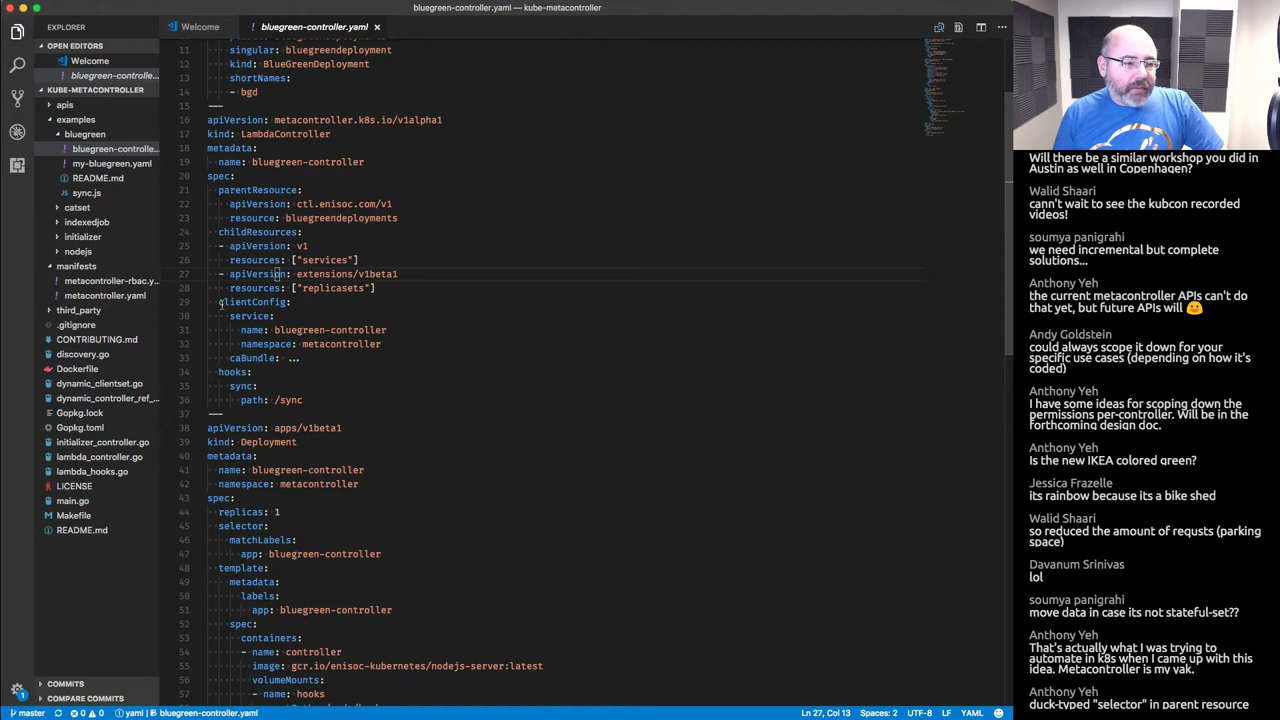 bluegreen-controller.yaml — kube-metacontroller
EXPLORER
Welcome
bluegreen-controller.yaml
OPEN EDITORS
Welcome
bluegreen-controlle...
KUBE-METACONTROLLER
apis
examples
bluegreen
bluegreen-controlle...
my-bluegreen.yaml
README.md
sync.js
catset
indexedjob
initializer
nodejs
manifests
metacontroller-rbac.y...
metacontroller.yaml
third_party
.gitignore
CONTRIBUTING.md
discovery.go
Dockerfile
dynamic_clientset.go
dynamic_controller_ref_...
Gopkg.lock
Gopkg.toml
initializer_controller.go
lambda_controller.go
lambda_hooks.go
LICENSE
main.go
Makefile
README.md
COMMITS
COMPARE COMMITS
11 singular: bluegreendeployment
12 kind: BlueGreenDeployment
13 shortNames:
14 - bgd
15 ---
16 apiVersion: metacontroller.k8s.io/v1alpha1
17 kind: LambdaController
18 metadata:
19 name: bluegreen-controller
20 spec:
21 parentResource:
22 apiVersion: ctl.enisoc.com/v1
23 resource: bluegreendeployments
24 childResources:
25 - apiVersion: v1
26 resources: ["services"]
27 - apiVersion: extensions/v1beta1
28 resources: ["replicasets"]
29 clientConfig:
30 service:
31 name: bluegreen-controller
32 namespace: metacontroller
33 caBundle: ...
34 hooks:
35 sync:
36 path: /sync
37 ---
38 apiVersion: apps/v1beta1
39 kind: Deployment
40 metadata:
41 name: bluegreen-controller
42 namespace: metacontroller
43 spec:
44 replicas: 1
45 selector:
46 matchLabels:
47 app: bluegreen-controller
48 template:
49 metadata:
50 labels:
51 app: bluegreen-controller
52 spec:
53 containers:
54 - name: controller
55 image: gcr.io/enisoc-kubernetes/nodejs-server:latest
56 volumeMounts:
57 - name: hooks
1
master
0 0
yaml
bluegreen-controller.yaml
Ln 27, Col 13
Spaces: 2
UTF-8
LF
YAML
Will there be a similar workshop you did in
Austin as well in Copenhagen?
Walid Shaari
cann't wait to see the kubcon recorded
videos!
soumya panigrahi
we need incremental but complete
solutions...
Anthony Yeh
the current metacontroller APIs can't do
that yet, but future APIs will
Andy Goldstein
could always scope it down for your
specific use cases (depending on how it's
coded)
Anthony Yeh
I have some ideas for scoping down the
permissions per-controller. Will be in the
forthcoming design doc.
Anthony Yeh
Is the new IKEA colored green?
Jessica Frazelle
its rainbow because its a bike shed
Walid Shaari
so reduced the amount of requsts (parking
space)
Davanum Srinivas
lol
soumya panigrahi
move data in case its not stateful-set??
Anthony Yeh
That's actually what I was trying to
automate in k8s when I came up with this
idea. Metacontroller is my yak.
Anthony Yeh
duck-typed "selector" in parent resource